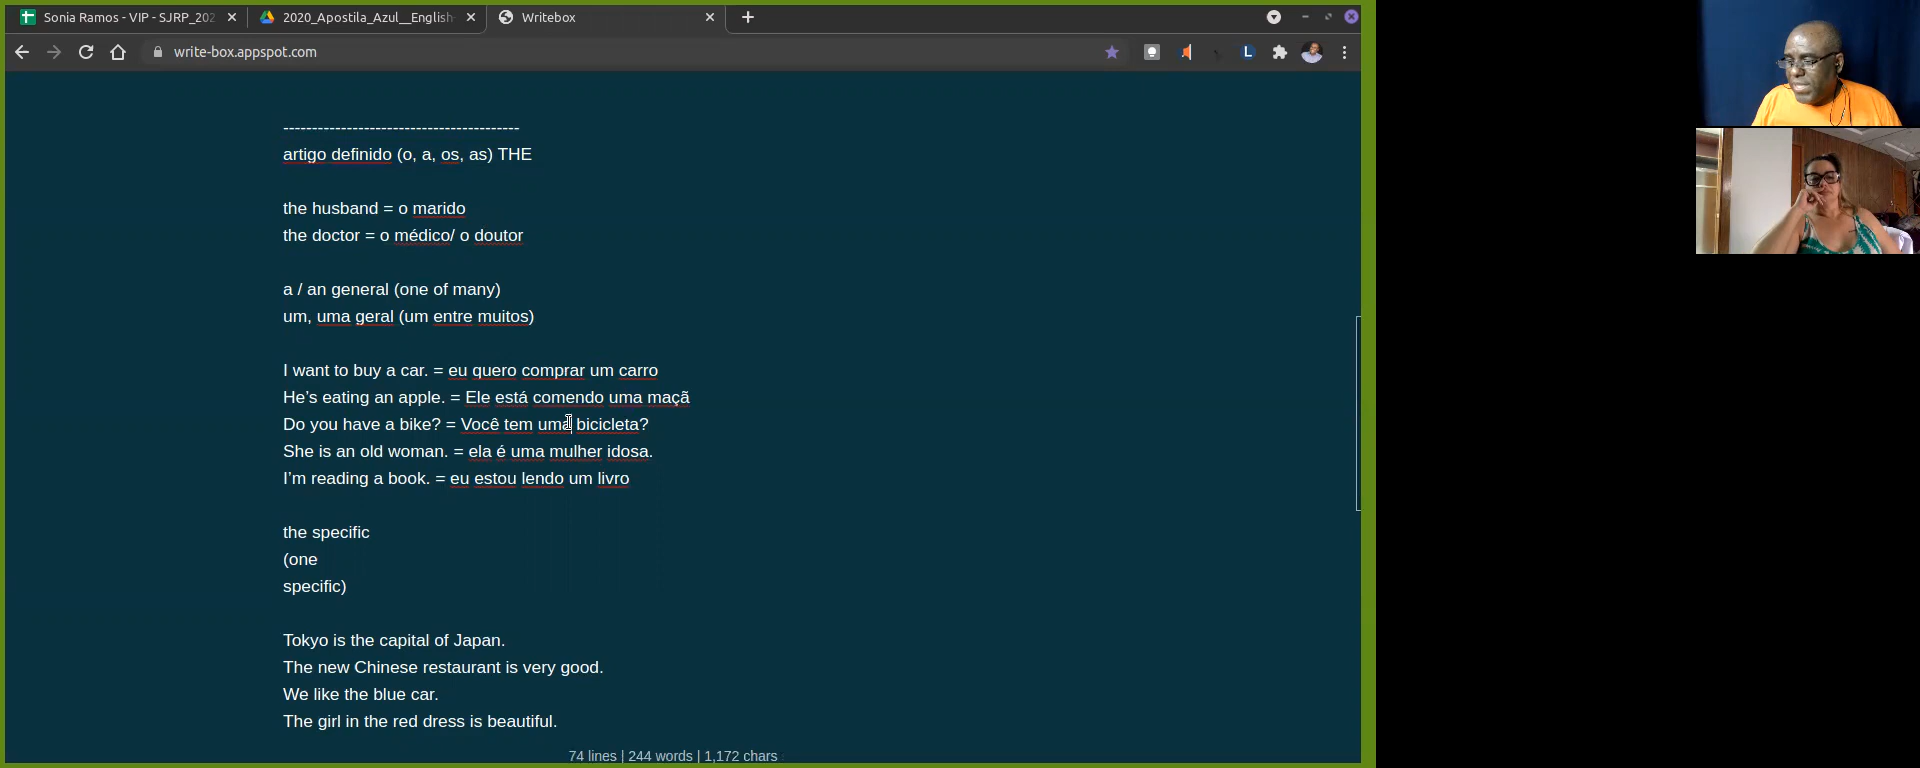 Sonia Ramos - VIP - SJRP_202
2020_Apostila_Azul__English
Writebox
write-box.appspot.com
-----------------------------------------
artigo definido (o, a, os, as) THE
the husband = o marido
the doctor = o médico/ o doutor
a / an general (one of many)
um, uma geral (um entre muitos)
I want to buy a car. = eu quero comprar um carro
He’s eating an apple. = Ele está comendo uma maçã
Do you have a bike? = Você tem uma bicicleta?
She is an old woman. = ela é uma mulher idosa.
I’m reading a book. = eu estou lendo um livro
the specific
(one
specific)
Tokyo is the capital of Japan.
The new Chinese restaurant is very good.
We like the blue car.
The girl in the red dress is beautiful.
74 lines | 244 words | 1,172 chars